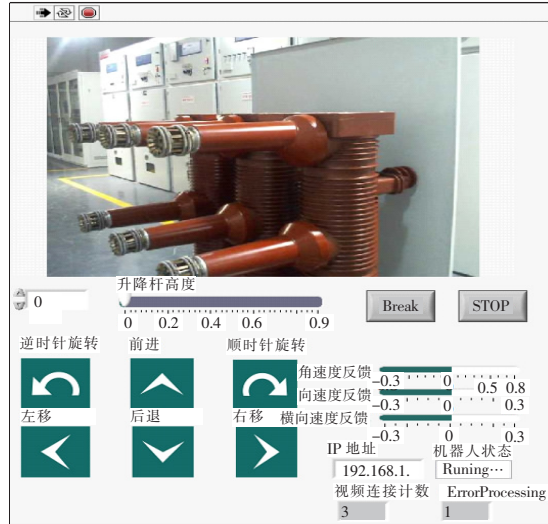 升降杆高度
0
0 0.2 0.4 0.6 0.9
Break
STOP
逆时针旋转 前进 顺时针旋转
角速度反馈
-0.3 0 0.5 0.8
向速度反馈
-0.3 0 0.3
左移 后退 右移 横向速度反馈
-0.3 0 0.3
IP 地址 机器人状态
192.168.1. Runing…
视频连接计数 ErrorProcessing
3 1